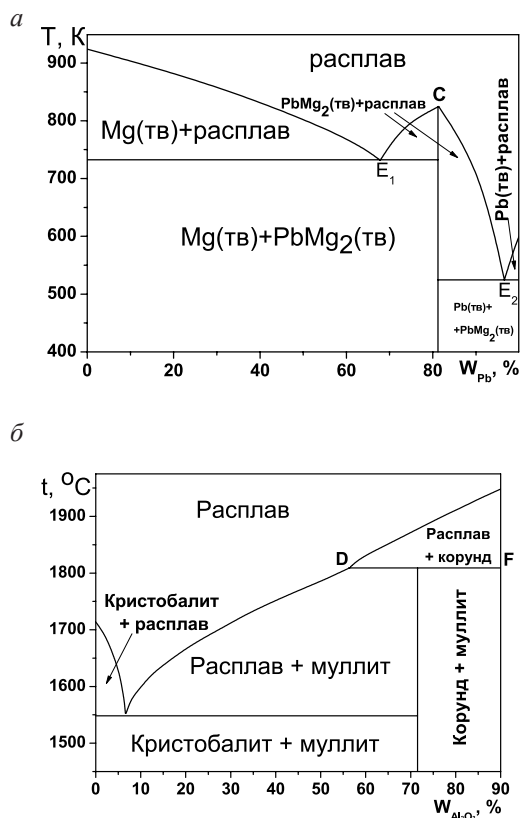 а
T, K
900
800
700
600
500
400
расплав
C
PbMg2(тв)+расплав
Mg(тв)+расплав
E1
Pb(тв)+расплав
Mg(тв)+PbMg2(тв)
E2
Pb(тв)+
+PbMg2(тв)
0 20 40 60 80 100
WPb, %
б
t, ºC
1900
1800
1700
1600
1500
Расплав
D
Расплав
+ корунд
F
Кристобалит
+ расплав
Расплав + муллит
Корунд + муллит
Кристобалит + муллит
0 10 20 30 40 50 60 70 80 90
WAl2O3, %